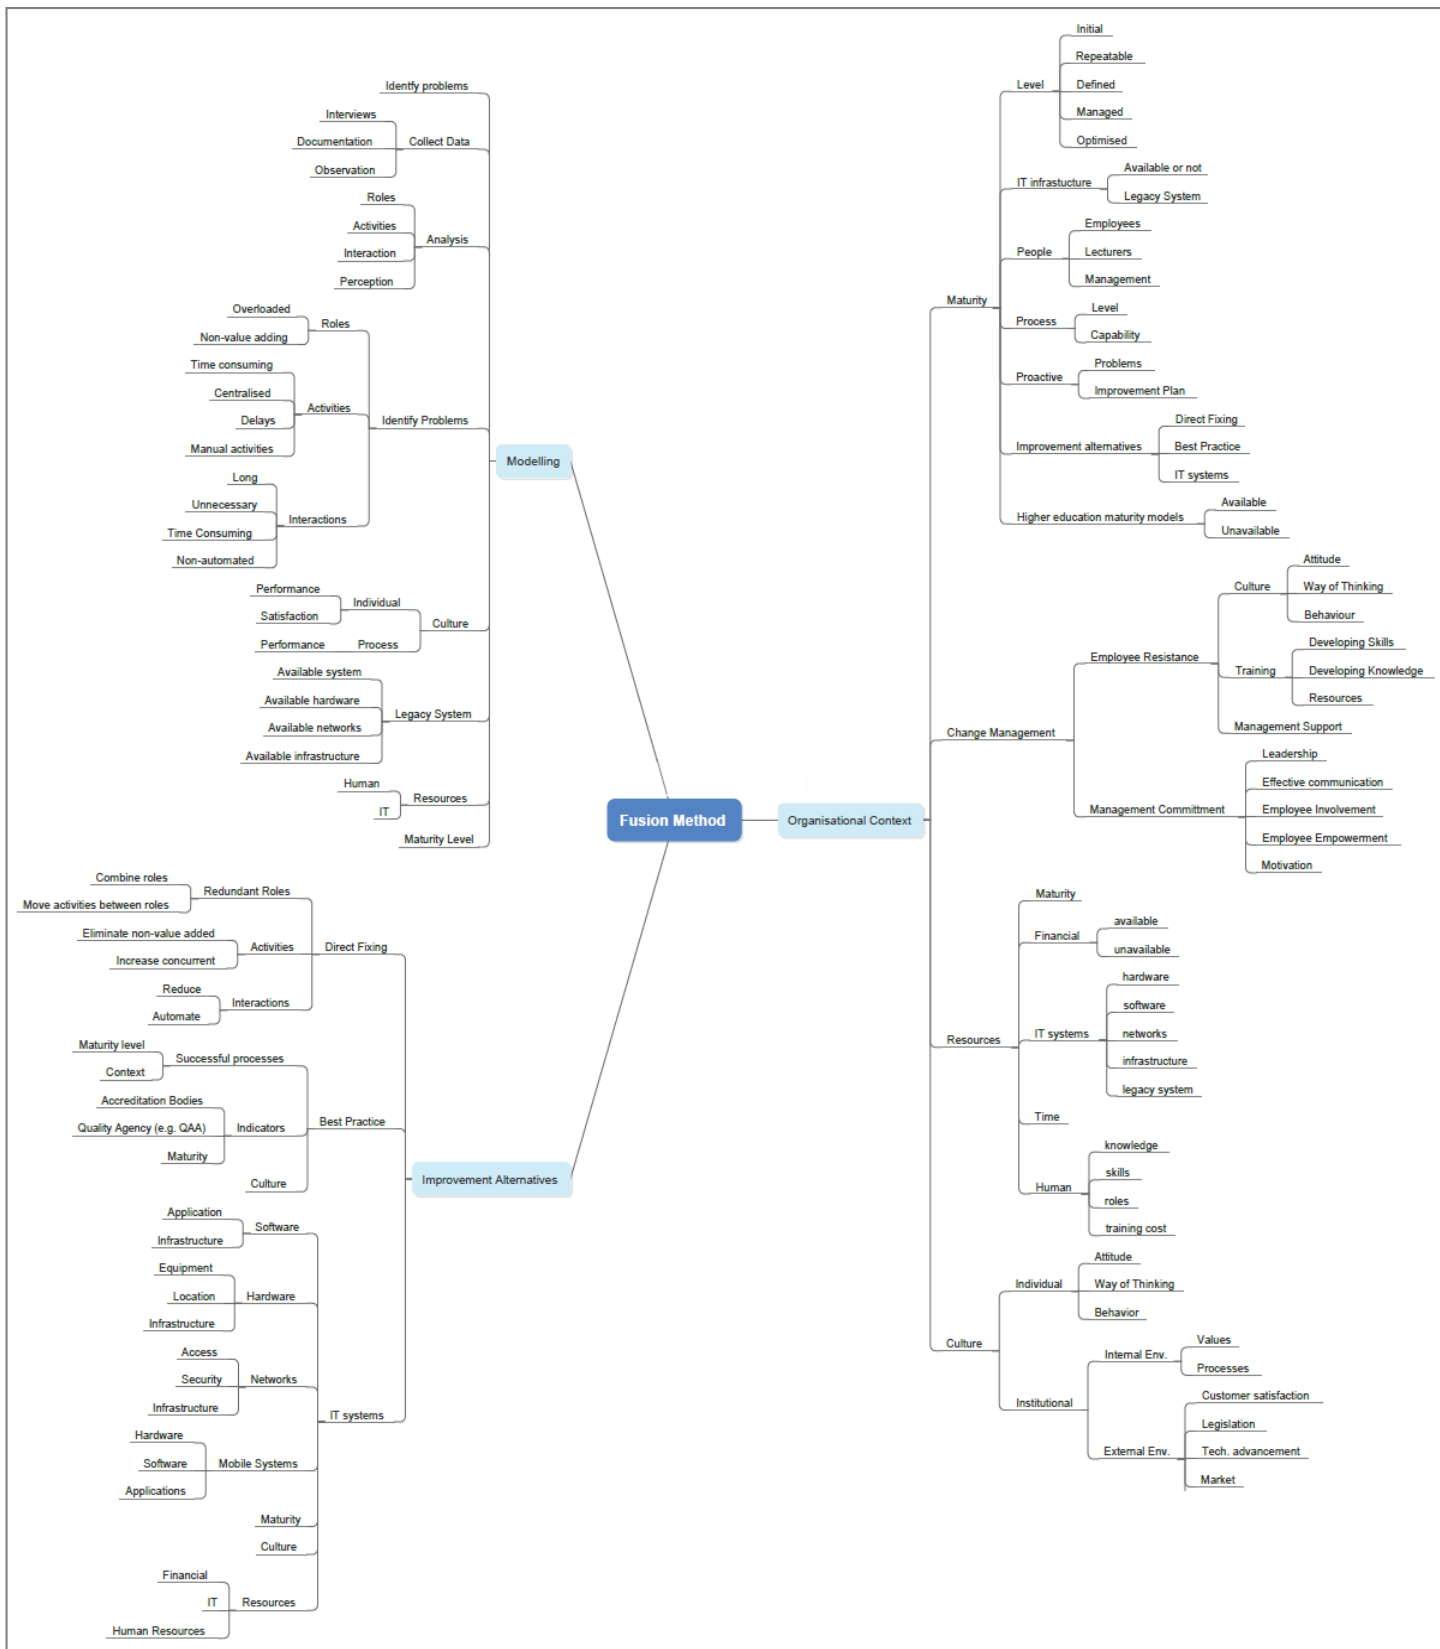 Fusion Method
Modelling
Identfy problems
Collect Data
Interviews
Documentation
Observation
Analysis
Roles
Activities
Interaction
Perception
Identify Problems
Roles
Overloaded
Non-value adding
Activities
Time consuming
Centralised
Delays
Manual activities
Interactions
Long
Unnecessary
Time Consuming
Non-automated
Culture
Individual
Performance
Satisfaction
Process
Performance
Legacy System
Available system
Available hardware
Available networks
Available infrastructure
Resources
Human
IT
Maturity Level
Improvement Alternatives
Direct Fixing
Redundant Roles
Combine roles
Move activities between roles
Activities
Eliminate non-value added
Increase concurrent
Interactions
Reduce
Automate
Best Practice
Successful processes
Maturity level
Context
Indicators
Accreditation Bodies
Quality Agency (e.g. QAA)
Maturity
Culture
IT systems
Software
Application
Infrastructure
Hardware
Equipment
Location
Infrastructure
Networks
Access
Security
Infrastructure
Mobile Systems
Hardware
Software
Applications
Maturity
Culture
Resources
Financial
IT
Human Resources
Organisational Context
Maturity
Level
Initial
Repeatable
Defined
Managed
Optimised
IT infrastucture
Available or not
Legacy System
People
Employees
Lecturers
Management
Process
Level
Capability
Proactive
Problems
Improvement Plan
Improvement alternatives
Direct Fixing
Best Practice
IT systems
Higher education maturity models
Available
Unavailable
Change Management
Employee Resistance
Culture
Attitude
Way of Thinking
Behaviour
Training
Developing Skills
Developing Knowledge
Resources
Management Support
Management Committment
Leadership
Effective communication
Employee Involvement
Employee Empowerment
Motivation
Resources
Maturity
Financial
available
unavailable
IT systems
hardware
software
networks
infrastructure
legacy system
Time
Human
knowledge
skills
roles
training cost
Culture
Individual
Attitude
Way of Thinking
Behavior
Institutional
Internal Env.
Values
Processes
External Env.
Customer satisfaction
Legislation
Tech. advancement
Market